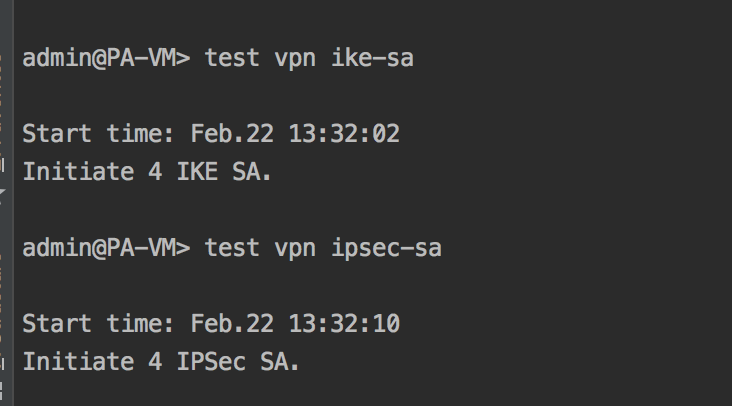 admin@PA-VM> test vpn ike-sa
Start time: Feb.22 13:32:02
Initiate 4 IKE SA.
admin@PA-VM> test vpn ipsec-sa
Start time: Feb.22 13:32:10
Initiate 4 IPSec SA.